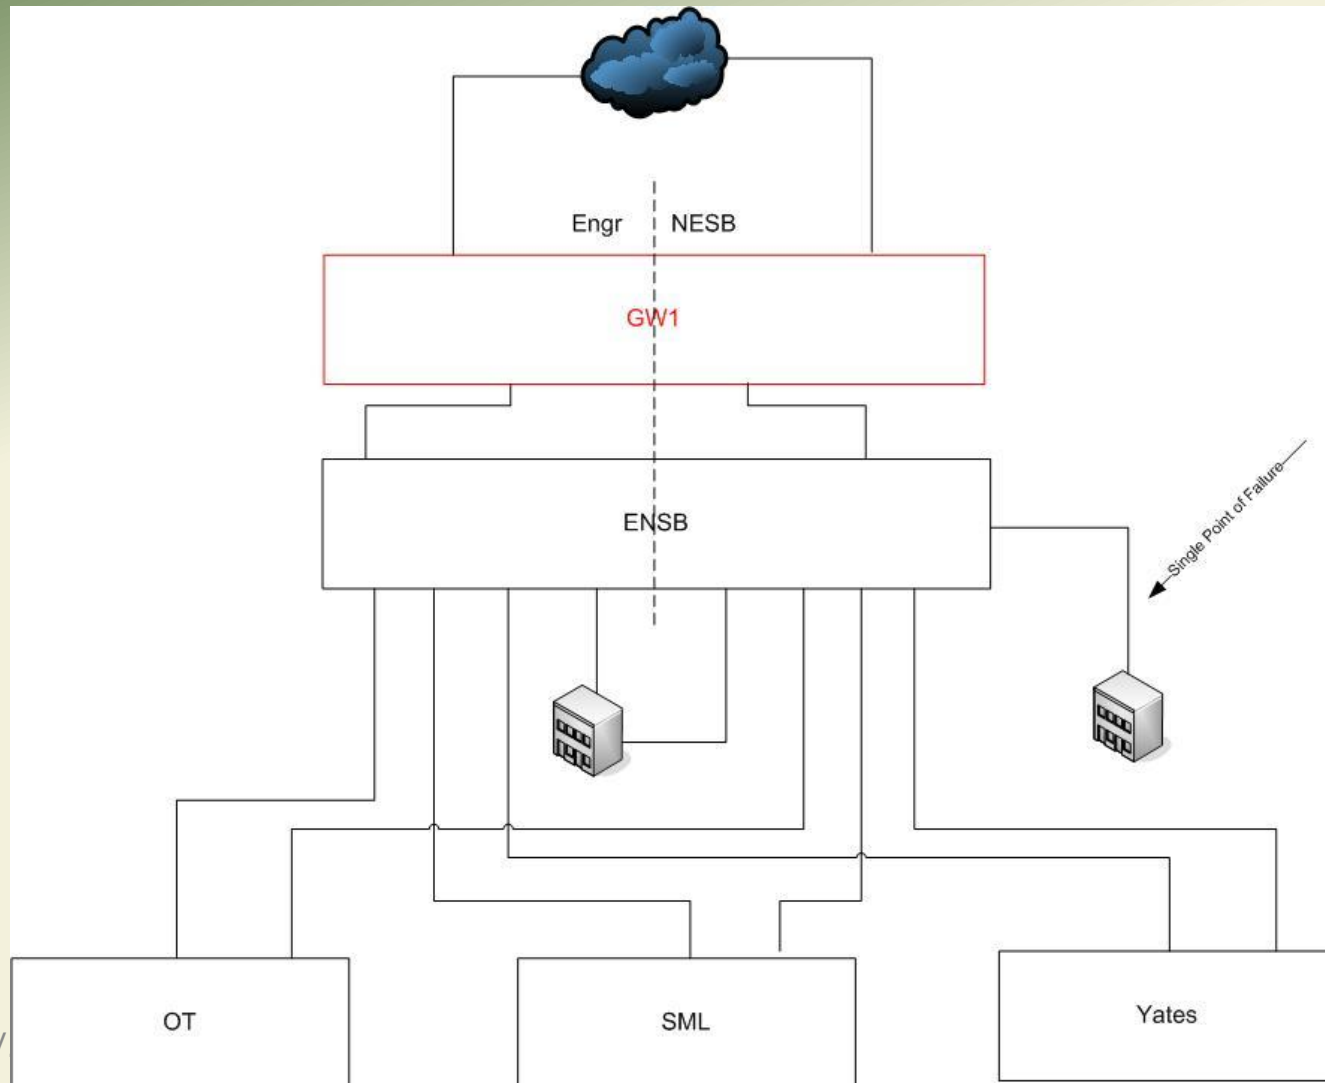 Engr
NESB
GW1
ENSB
Single Point of Failure
OT
SML
Yates
/